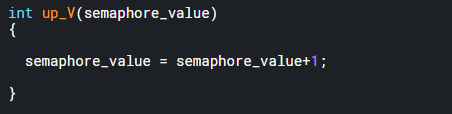 int up_V(semaphore_value)
{
semaphore_value = semaphore_value+1;
}